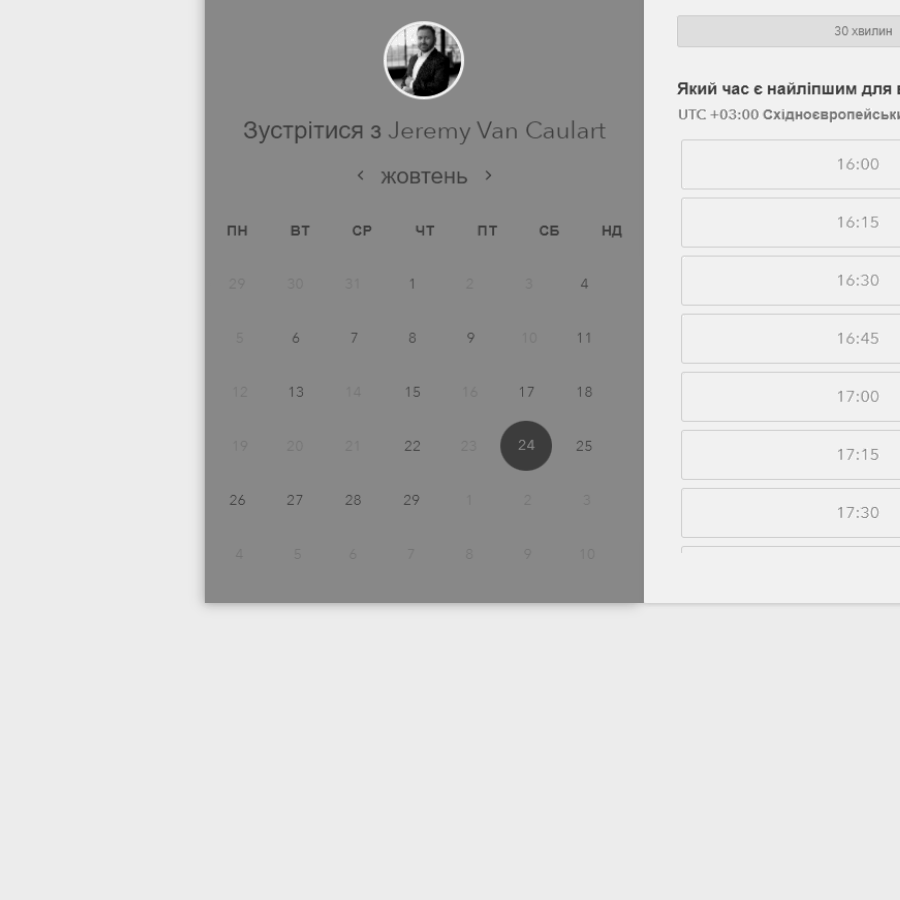 Зустрітися з Jeremy Van Caulart
жовтень
ПН ВТ СР ЧТ ПТ СБ НД
29 30 31 1 2 3 4
5 6 7 8 9 10 11
12 13 14 15 16 17 18
19 20 21 22 23 24 25
26 27 28 29 1 2 3
4 5 6 7 8 9 10
30 хвилин
Який час є найліпшим для
UTC +03:00
16:00
16:15
16:30
16:45
17:00
17:15
17:30